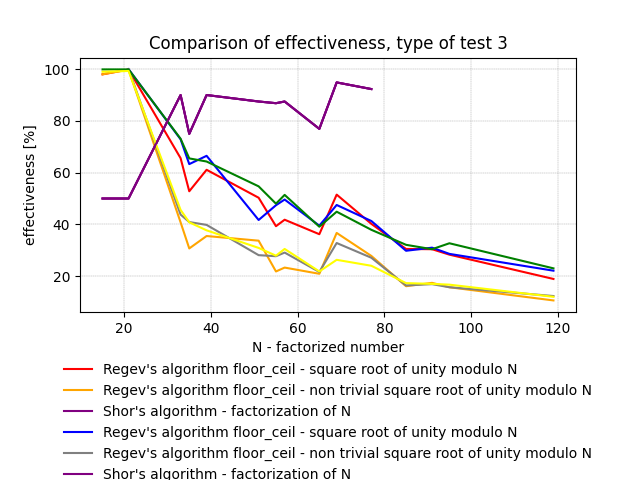 Comparison of effectiveness, type of test 3
effectiveness [%]
100
80
60
40
20
20 40 60 80 100 120
N - factorized number
Regev's algorithm floor_ceil - square root of unity modulo N
Regev's algorithm floor_ceil - non trivial square root of unity modulo N
Shor's algorithm - factorization of N
Regev's algorithm floor_ceil - square root of unity modulo N
Regev's algorithm floor_ceil - non trivial square root of unity modulo N
Shor's algorithm - factorization of N